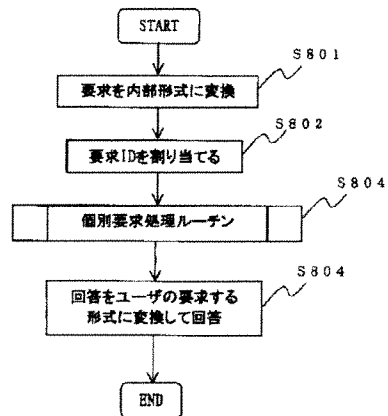 START
S801
要求を内部形式に変換
S802
要求IDを割り当てる
S804
個別要求処理ルーチン
S804
回答をユーザの要求する
形式に変換して回答
END